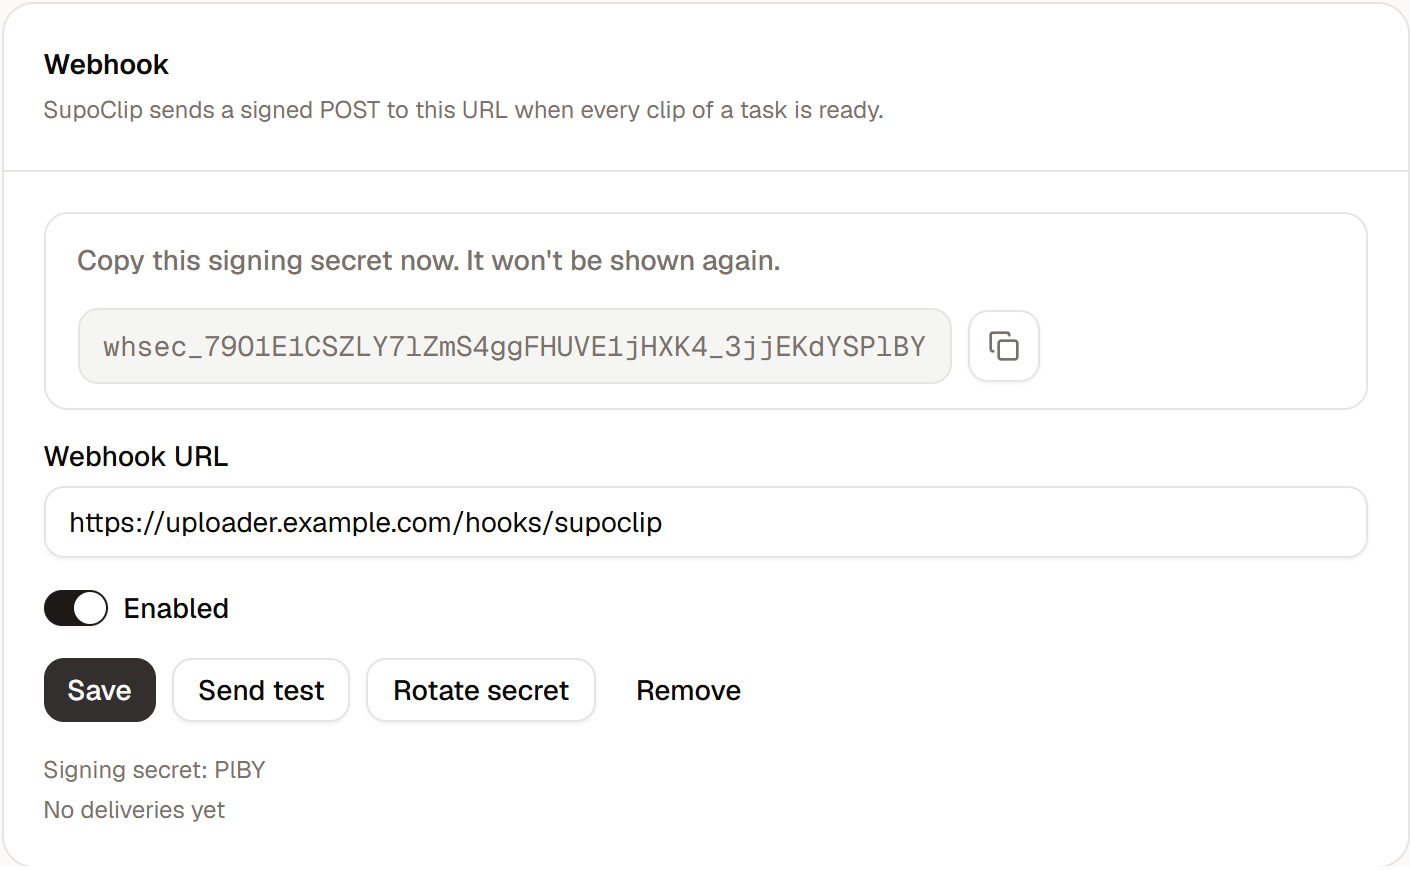 Webhook
SupoClip sends a signed POST to this URL when every clip of a task is ready.
Copy this signing secret now. It won't be shown again.
whsec_79O1E1CSZLY7lZmS4ggFHUVE1jHXK4_3jjEKdYSPlBY
Webhook URL
https://uploader.example.com/hooks/supoclip
Enabled
Save
Send test
Rotate secret
Remove
Signing secret: PlBY
No deliveries yet